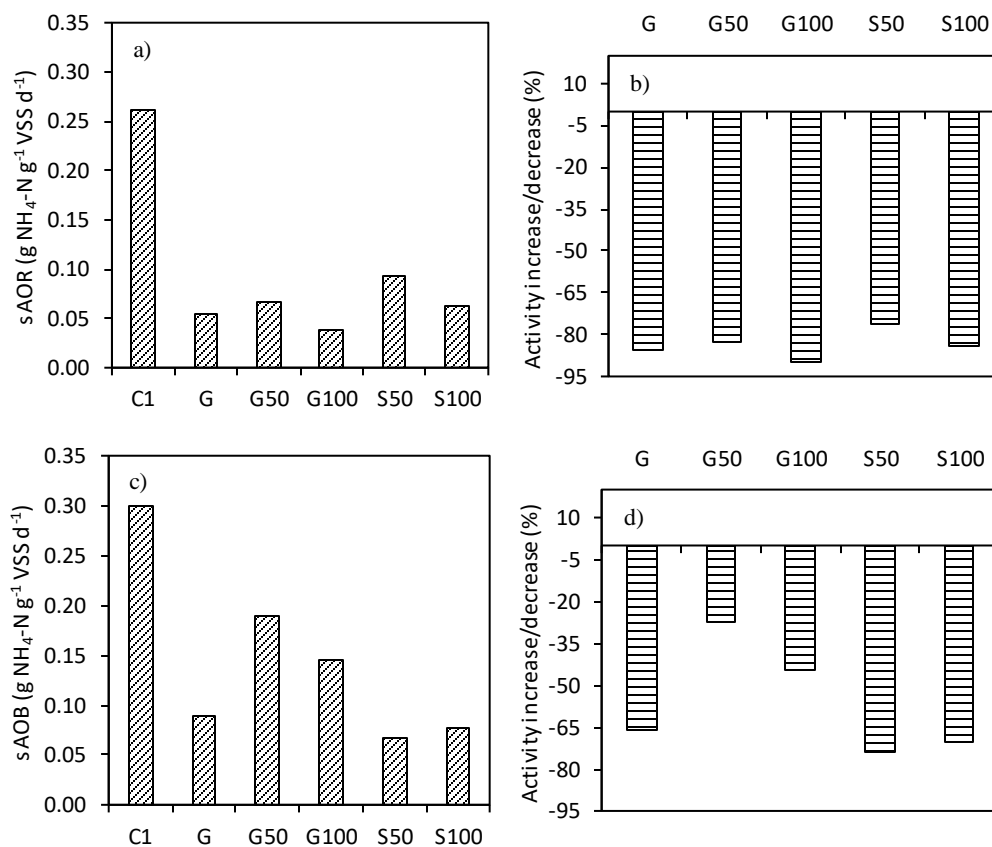 a)
sAOR (g NH₄-N g⁻¹ VSS d⁻¹)
0.35
0.30
0.25
0.20
0.15
0.10
0.05
0.00
C1 G G50 G100 S50 S100
G G50 G100 S50 S100
b)
Activity increase/decrease (%)
10
-5
-20
-35
-50
-65
-80
-95
c)
sAOB (g NH₄-N g⁻¹ VSS d⁻¹)
0.35
0.30
0.25
0.20
0.15
0.10
0.05
0.00
C1 G G50 G100 S50 S100
G G50 G100 S50 S100
d)
Activity increase/decrease (%)
10
-5
-20
-35
-50
-65
-80
-95